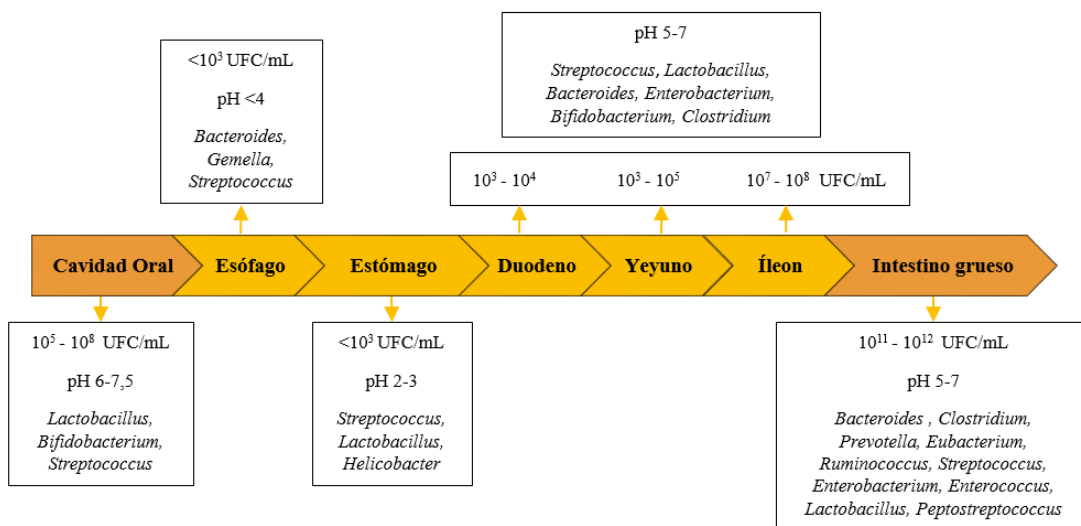 <10³ UFC/mL
pH <4
Bacteroides,
Gemella,
Streptococcus
pH 5-7
Streptococcus, Lactobacillus,
Bacteroides, Enterobacterium,
Bifidobacterium, Clostridium
10³ - 10⁴ 10³ - 10⁵ 10⁷ - 10⁸ UFC/mL
Cavidad Oral Esófago Estómago Duodeno Yeyuno Íleon Intestino grueso
10⁵ - 10⁸ UFC/mL
pH 6-7,5
Lactobacillus,
Bifidobacterium,
Streptococcus
<10³ UFC/mL
pH 2-3
Streptococcus,
Lactobacillus,
Helicobacter
10¹¹ - 10¹² UFC/mL
pH 5-7
Bacteroides , Clostridium,
Prevotella, Eubacterium,
Ruminococcus, Streptococcus,
Enterobacterium, Enterococcus,
Lactobacillus, Peptostreptococcus